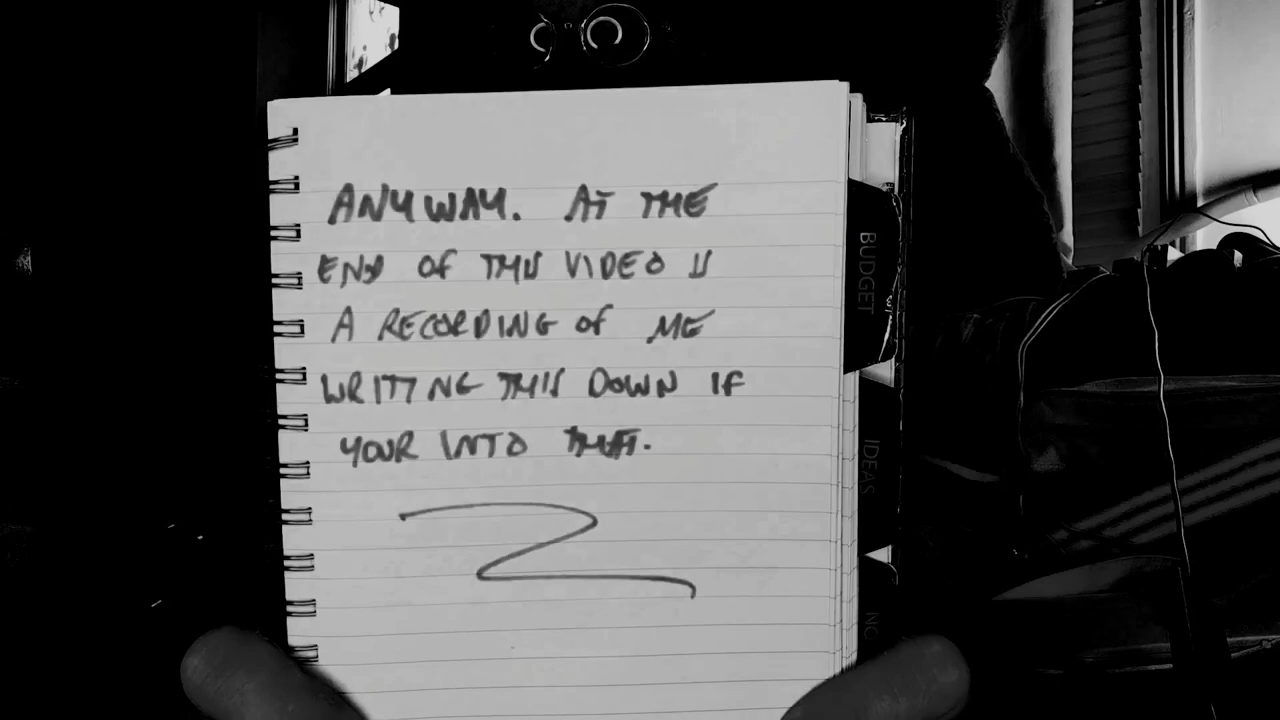 ANYWAY. AT THE
END OF THIS VIDEO IS
A RECORDING OF ME
WRITING THIS DOWN IF
YOUR INTO THAT.
BUDGET
IDEAS